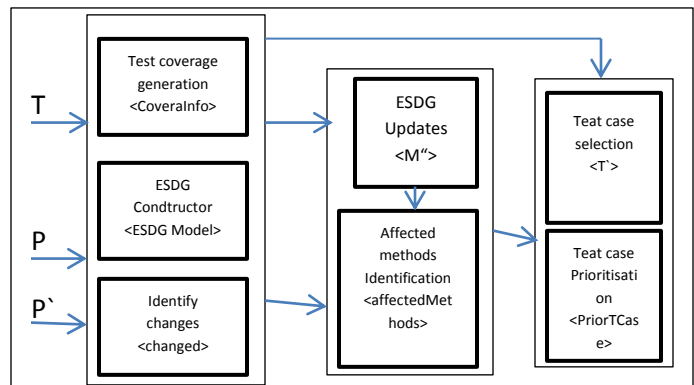 T
P
P`
Test coverage
generation
<CoveraInfo>
ESDG
Condtructor
<ESDG Model>
Identify
changes
<changed>
ESDG
Updates
<M“>
Affected
methods
Identification
<affectedMet
hods>
Teat case
selection
<T`>
Teat case
Prioritisati
on
<PriorTCas
e>